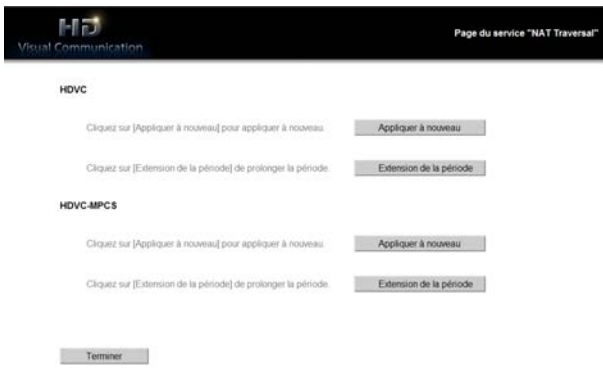 HD
Visual Communication
Page du service "NAT Traversal"
HDVC
Cliquez sur [Appliquer à nouveau] pour appliquer à nouveau.
Appliquer à nouveau
Cliquez sur [Extension de la période] de prolonger la période.
Extension de la période
HDVC-MPCS
Cliquez sur [Appliquer à nouveau] pour appliquer à nouveau.
Appliquer à nouveau
Cliquez sur [Extension de la période] de prolonger la période.
Extension de la période
Terminer